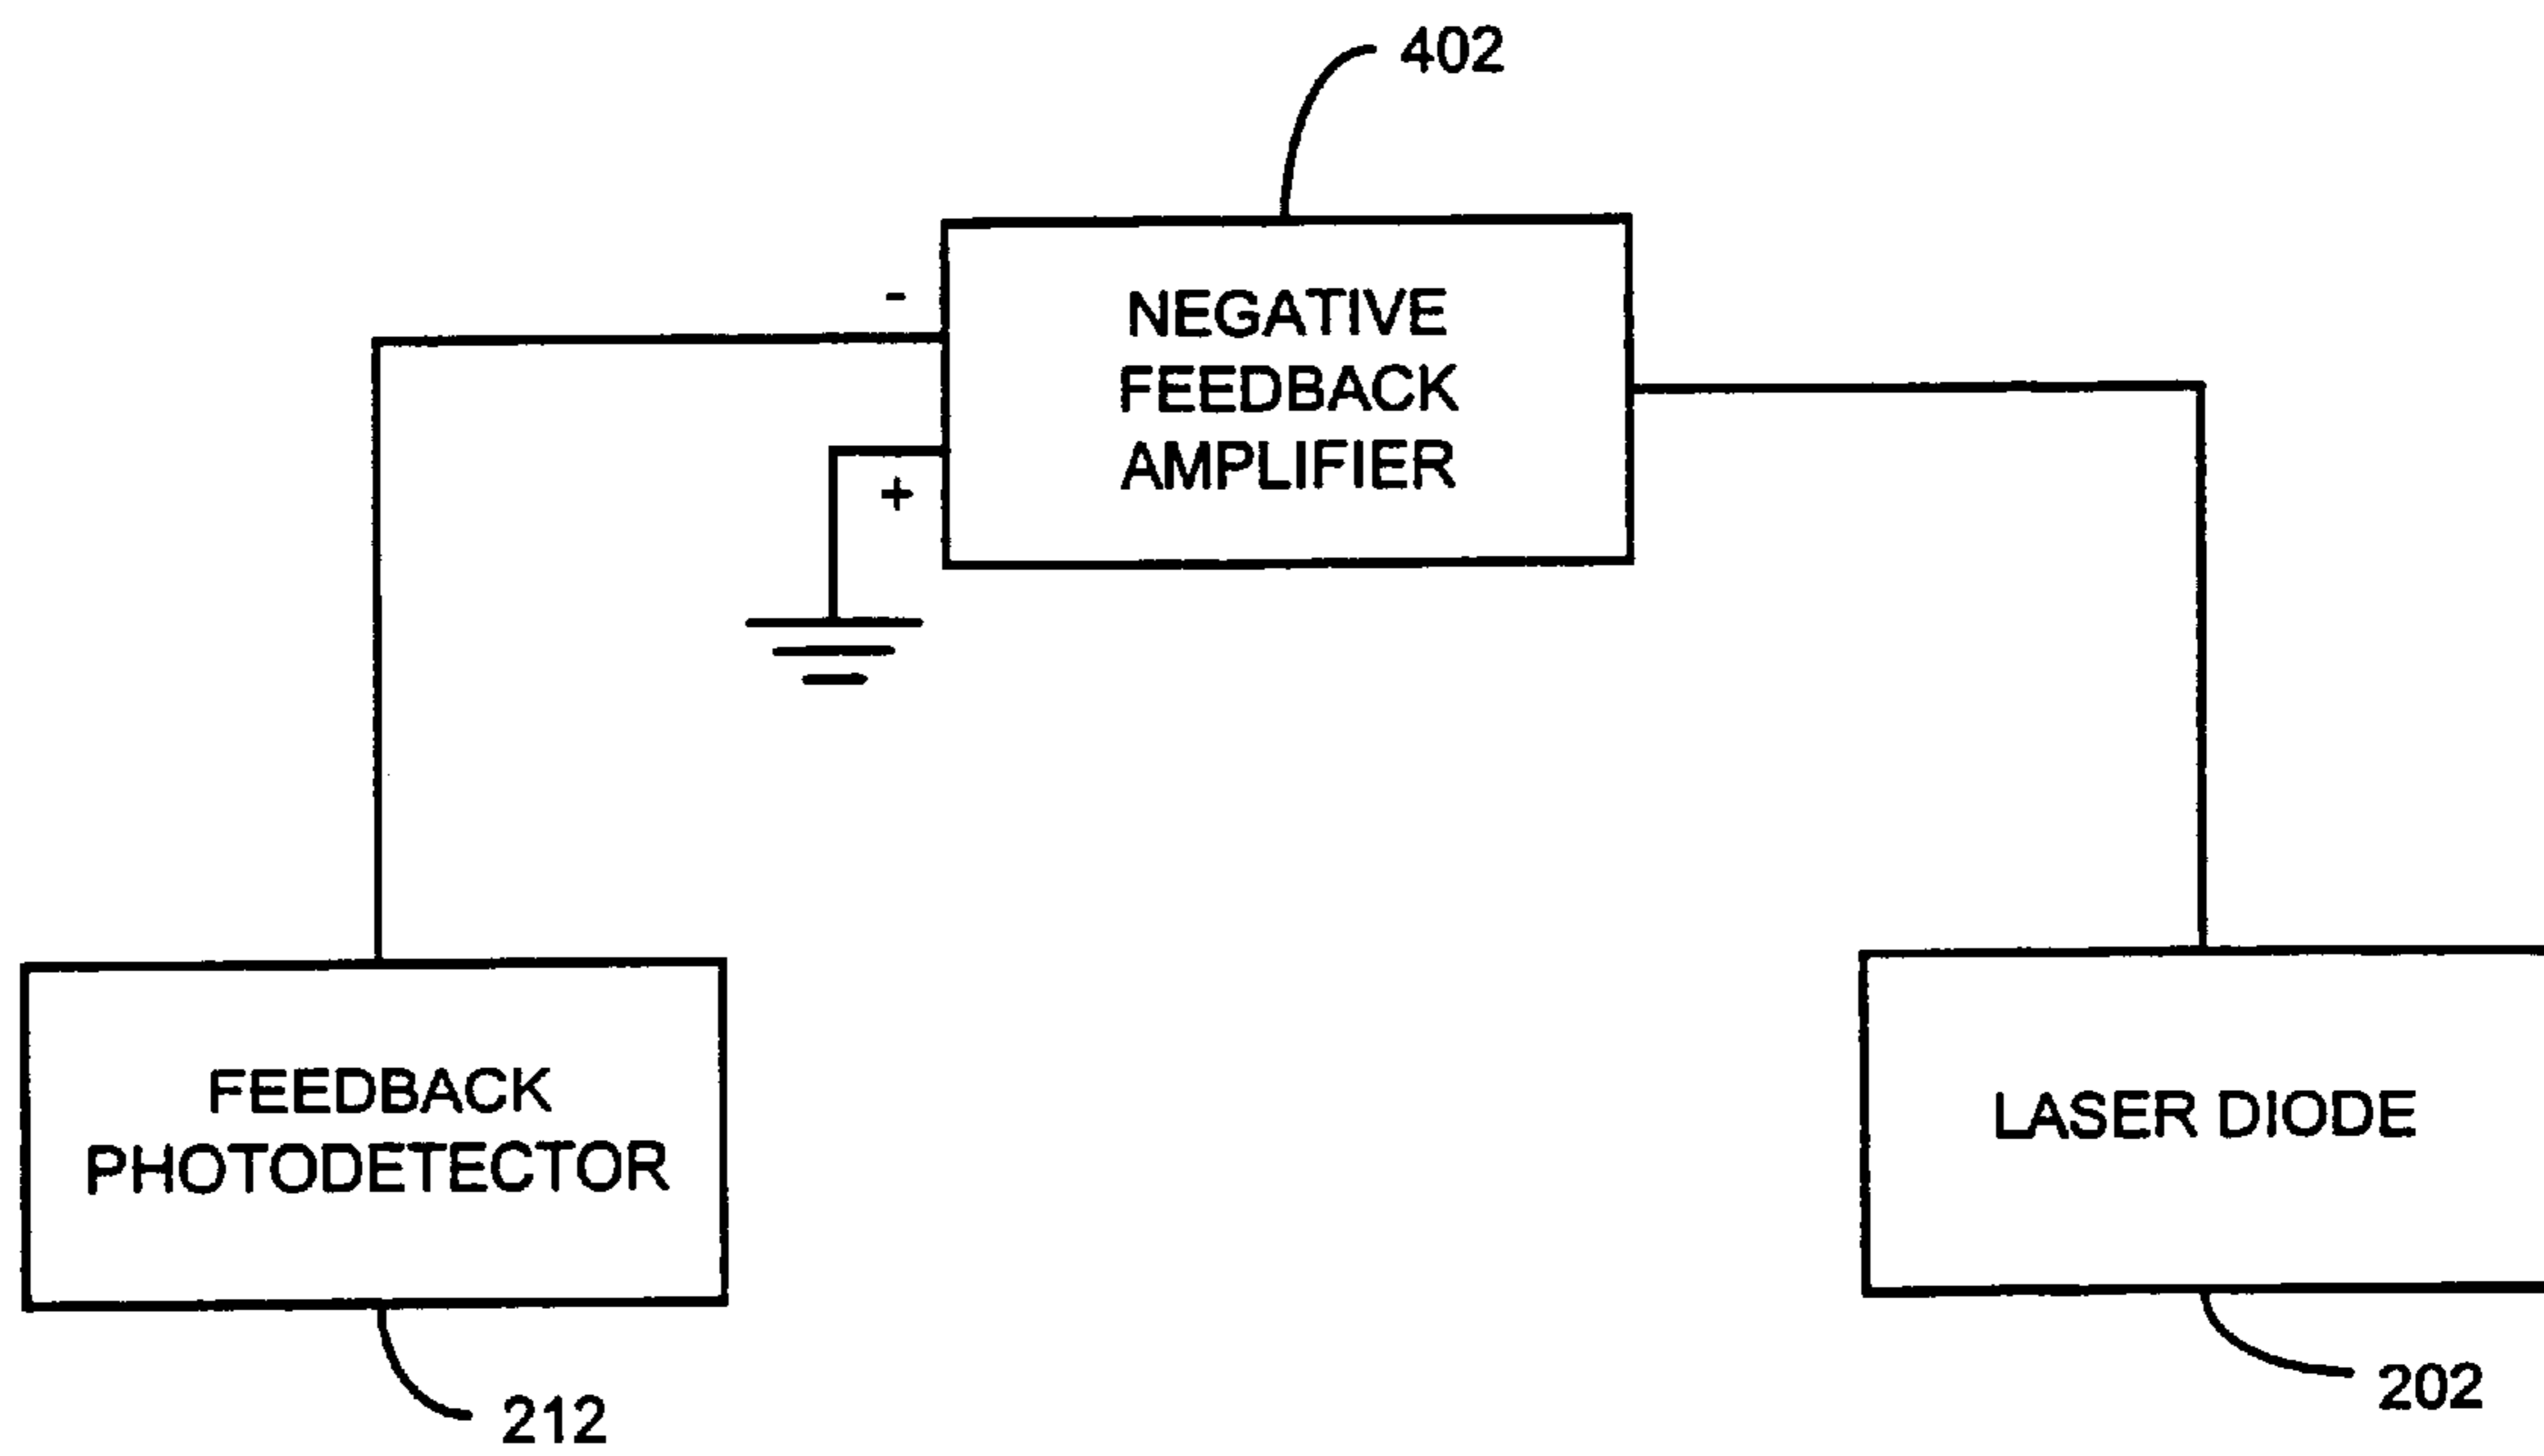 402
-
NEGATIVE
FEEDBACK
AMPLIFIER
+
FEEDBACK
PHOTODETECTOR
LASER DIODE
212
202